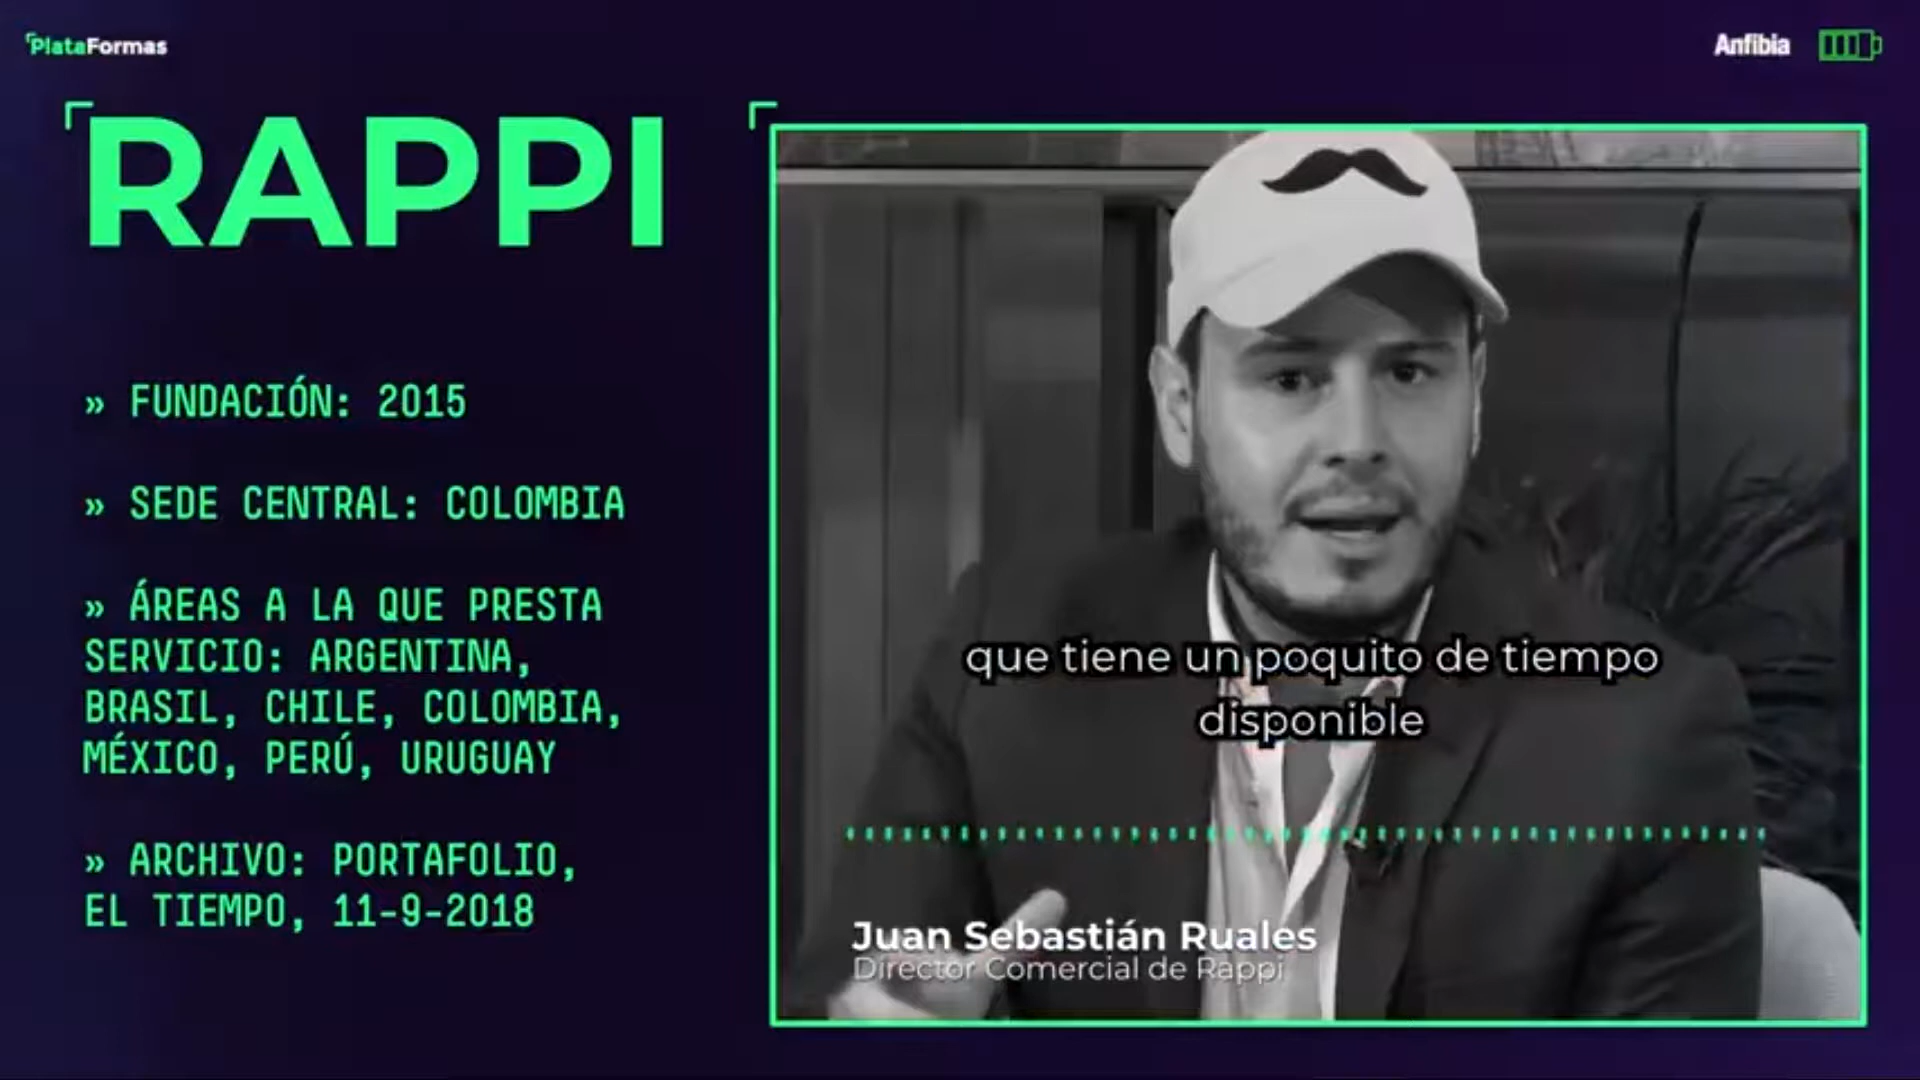 PlataFormas
Anfibia
RAPPI
» FUNDACIÓN: 2015
» SEDE CENTRAL: COLOMBIA
» ÁREAS A LA QUE PRESTA
SERVICIO: ARGENTINA,
BRASIL, CHILE, COLOMBIA,
MÉXICO, PERÚ, URUGUAY
» ARCHIVO: PORTAFOLIO,
EL TIEMPO, 11-9-2018
que tiene un poquito de tiempo
disponible
Juan Sebastián Ruales
Director Comercial de Rappi